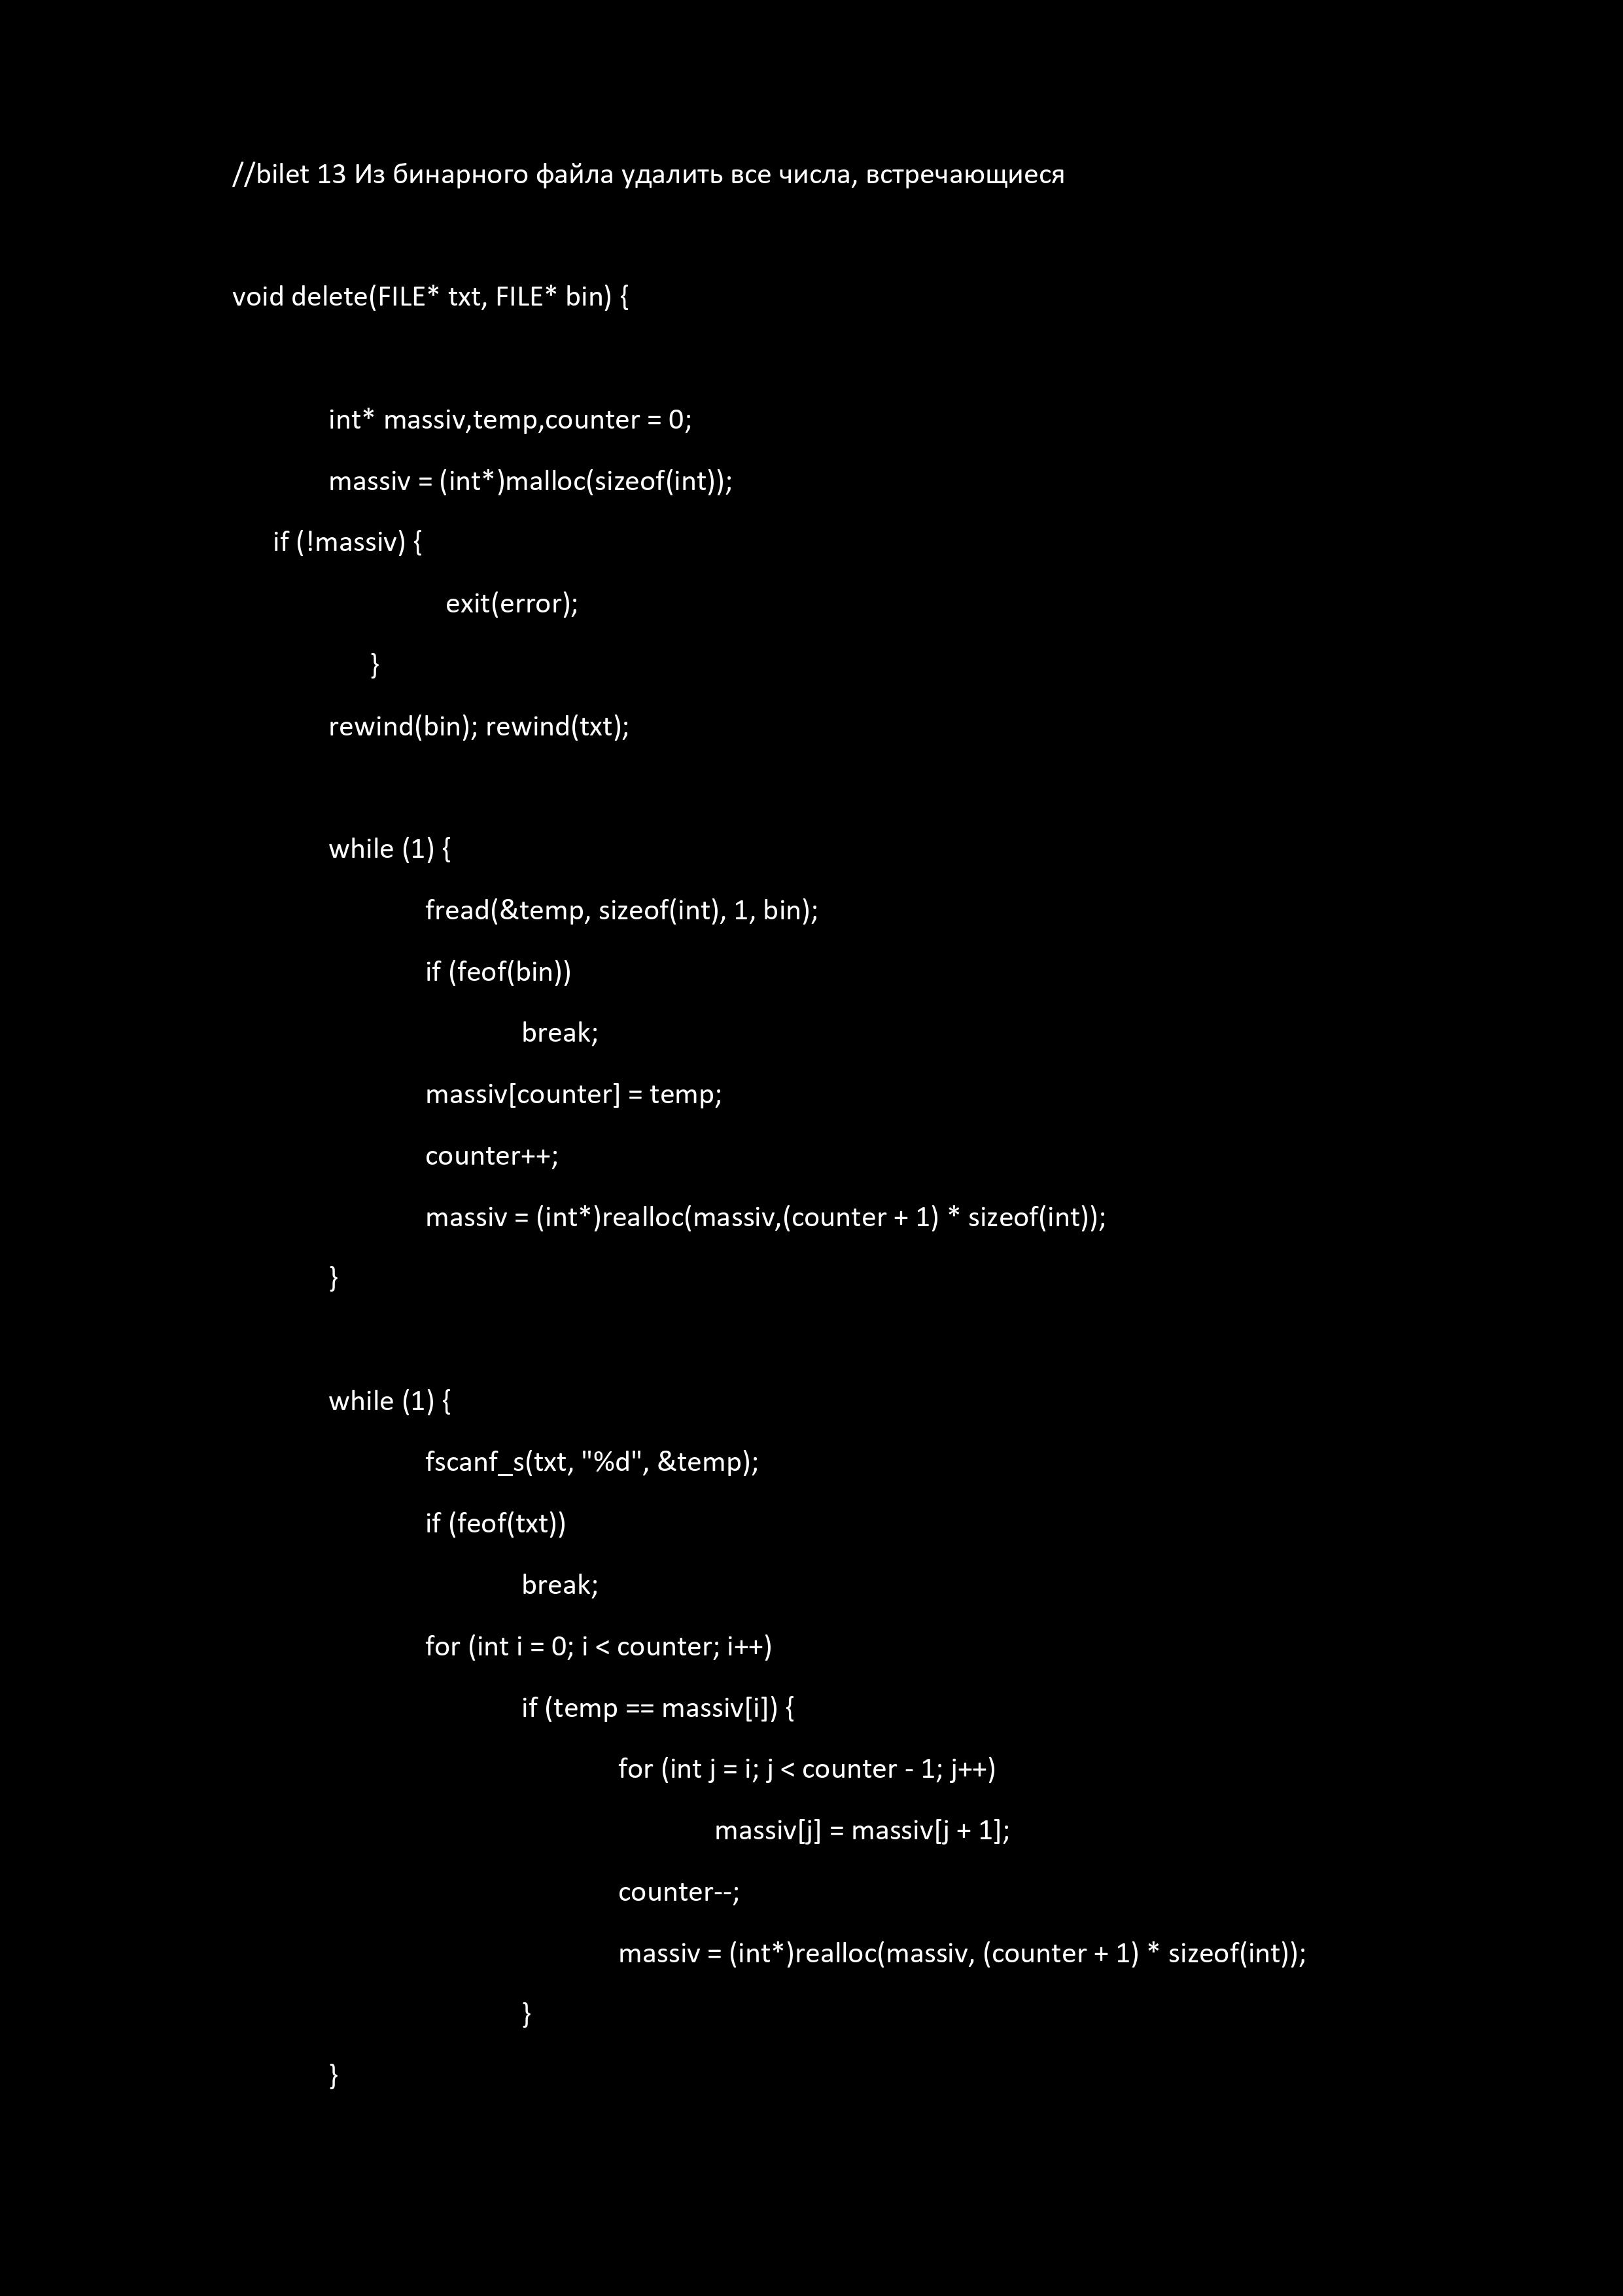 //bilet 13 Из бинарного файла удалить все числа, встречающиеся
void delete(FILE* txt, FILE* bin) {
int* massiv,temp,counter = 0;
massiv = (int*)malloc(sizeof(int));
if (!massiv) {
exit(error);
}
rewind(bin); rewind(txt);
while (1) {
fread(&temp, sizeof(int), 1, bin);
if (feof(bin))
break;
massiv[counter] = temp;
counter++;
massiv = (int*)realloc(massiv,(counter + 1) * sizeof(int));
}
while (1) {
fscanf_s(txt, "%d", &temp);
if (feof(txt))
break;
for (int i = 0; i < counter; i++)
if (temp == massiv[i]) {
for (int j = i; j < counter - 1; j++)
massiv[j] = massiv[j + 1];
counter--;
massiv = (int*)realloc(massiv, (counter + 1) * sizeof(int));
}
}